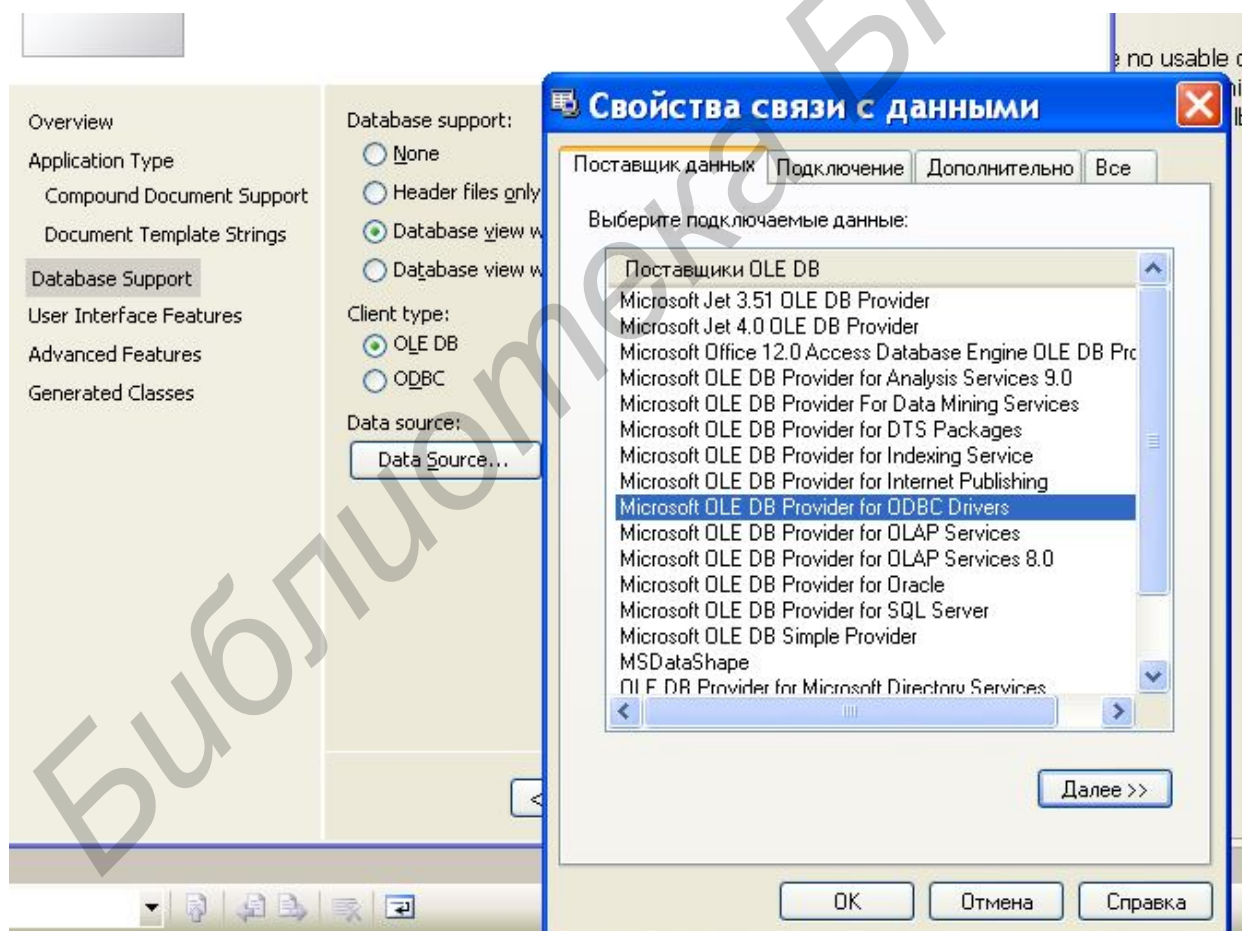 e no usable
Overview
Application Type
Compound Document Support
Document Template Strings
Database Support
User Interface Features
Advanced Features
Generated Classes
Database support:
None
Header files only
Database view w
Database view w
Client type:
OLE DB
ODBC
Data source:
Data Source...
<
Свойства связи с данными
Поставщик данных
Подключение
Дополнительно
Все
Выберите подключаемые данные:
Поставщики OLE DB
Microsoft Jet 3.51 OLE DB Provider
Microsoft Jet 4.0 OLE DB Provider
Microsoft Office 12.0 Access Database Engine OLE DB Prc
Microsoft OLE DB Provider for Analysis Services 9.0
Microsoft OLE DB Provider For Data Mining Services
Microsoft OLE DB Provider for DTS Packages
Microsoft OLE DB Provider for Indexing Service
Microsoft OLE DB Provider for Internet Publishing
Microsoft OLE DB Provider for ODBC Drivers
Microsoft OLE DB Provider for OLAP Services
Microsoft OLE DB Provider for OLAP Services 8.0
Microsoft OLE DB Provider for Oracle
Microsoft OLE DB Provider for SQL Server
Microsoft OLE DB Simple Provider
MSDataShape
OLE DB Provider for Microsoft Directory Services
Далее >>
OK
Отмена
Справка
Библиотека